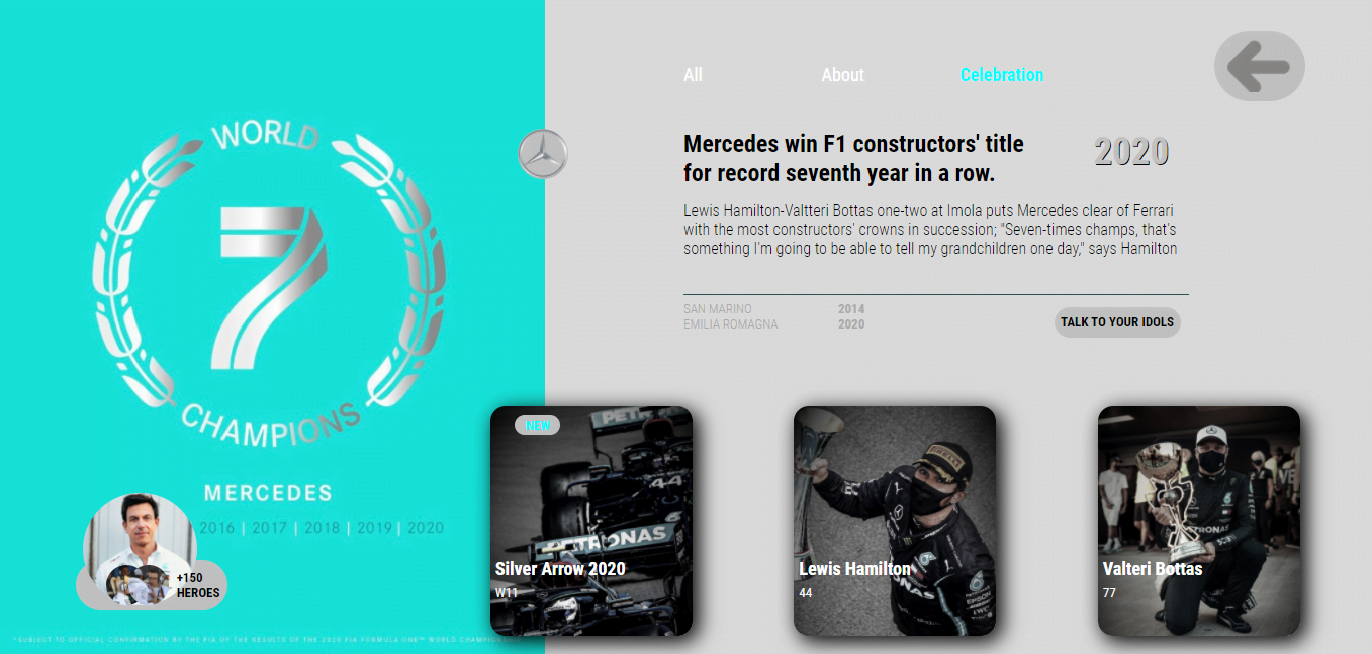 All About Celebration
WORLD
7
CHAMPIONS
MERCEDES
2016 | 2017 | 2018 | 2019 | 2020
+150
HEROES
*SUBJECT TO OFFICIAL CONFIRMATION BY THE FIA OF THE RESULTS OF THE 2020 FIA FORMULA ONE™ WORLD
Mercedes win F1 constructors' title
for record seventh year in a row.
2020
Lewis Hamilton-Valtteri Bottas one-two at Imola puts Mercedes clear of Ferrari
with the most constructors' crowns in succession; "Seven-times champs, that's
something I'm going to be able to tell my grandchildren one day," says Hamilton
SAN MARINO 2014
EMILIA ROMAGNA 2020
TALK TO YOUR IDOLS
NEW
44
PETRONAS
Silver Arrow 2020
W11
Lewis Hamilton
44
PETRONAS
EPSON
Valteri Bottas
77